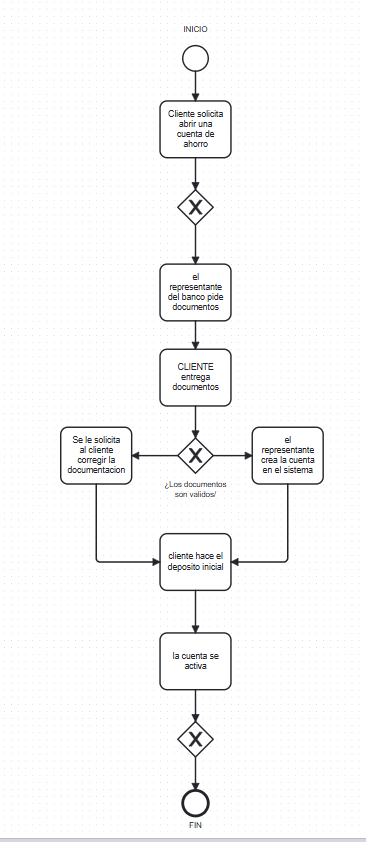 INICIO
Cliente solicita
abrir una
cuenta de
ahorro
X
el
representante
del banco pide
documentos
CLIENTE
entrega
documentos
Se le solicita
al cliente
corregir la
documentacion
X
el
representante
crea la cuenta
en el sistema
¿Los documentos
son validos/
cliente hace el
deposito inicial
la cuenta se
activa
X
FIN